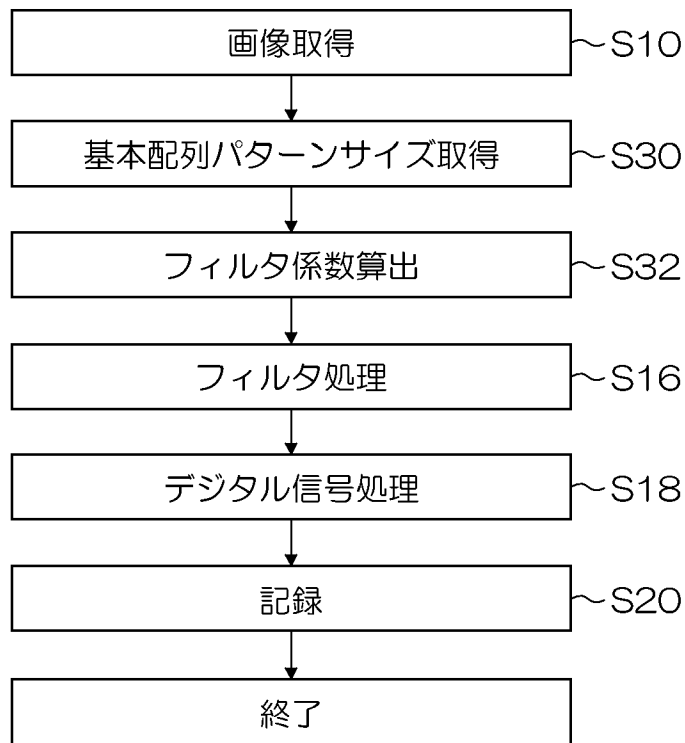 画像取得 S10
基本配列パターンサイズ取得 S30
フィルタ係数算出 S32
フィルタ処理 S16
デジタル信号処理 S18
記録 S20
終了